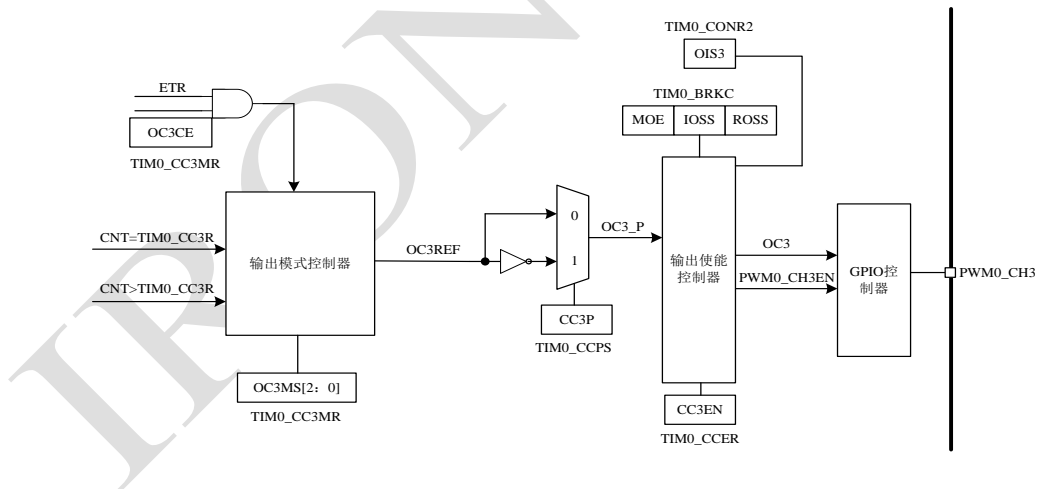 TIM0_CONR2
OIS3
TIM0_BRKC
MOE
IOSS
ROSS
ETR
OC3CE
TIM0_CC3MR
CNT=TIM0_CC3R
CNT>TIM0_CC3R
输出模式控制器
OC3REF
0
1
OC3_P
CC3P
TIM0_CCPS
输出使能
控制器
OC3
PWM0_CH3EN
GPIO控
制器
PWM0_CH3
OC3MS[2：0]
TIM0_CC3MR
CC3EN
TIM0_CCER
IRON